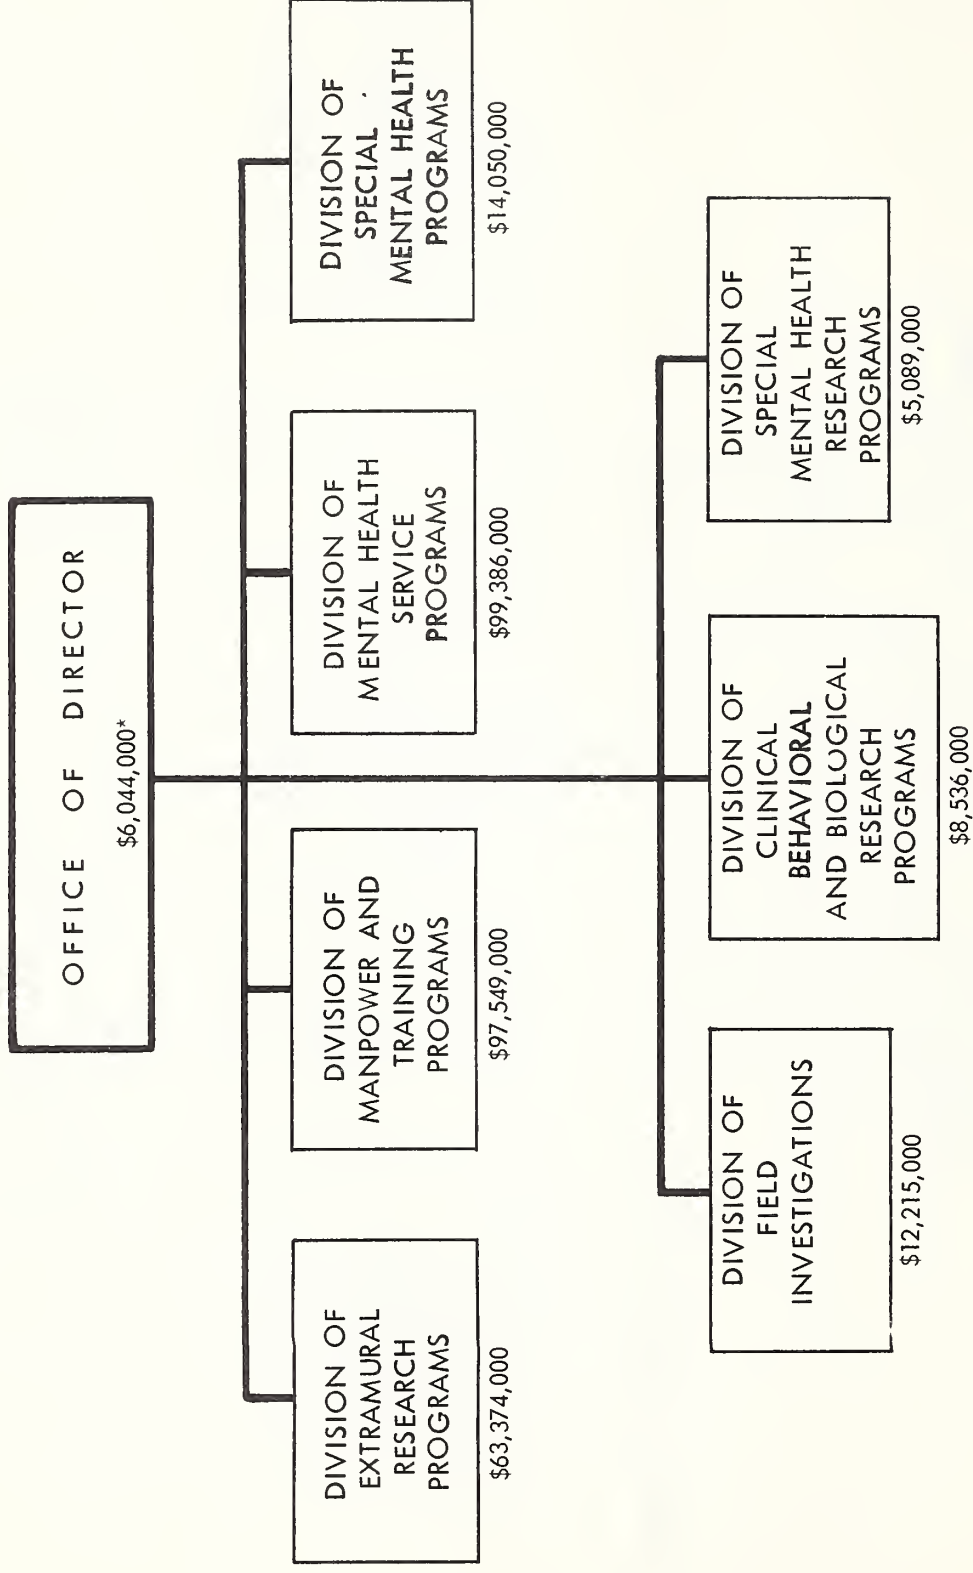 OFFICE OF DIRECTOR
$6,044,000*
DIVISION OF
EXTRAMURAL
RESEARCH
PROGRAMS
$63,374,000
DIVISION OF
MANPOWER AND
TRAINING
PROGRAMS
$97,549,000
DIVISION OF
MENTAL HEALTH
SERVICE
PROGRAMS
$99,386,000
DIVISION OF
SPECIAL
MENTAL HEALTH
PROGRAMS
$14,050,000
DIVISION OF
FIELD
INVESTIGATIONS
$12,215,000
DIVISION OF
CLINICAL
BEHAVIORAL
AND BIOLOGICAL
RESEARCH
PROGRAMS
$8,536,000
DIVISION OF
SPECIAL
MENTAL HEALTH
RESEARCH
PROGRAMS
$5,089,000